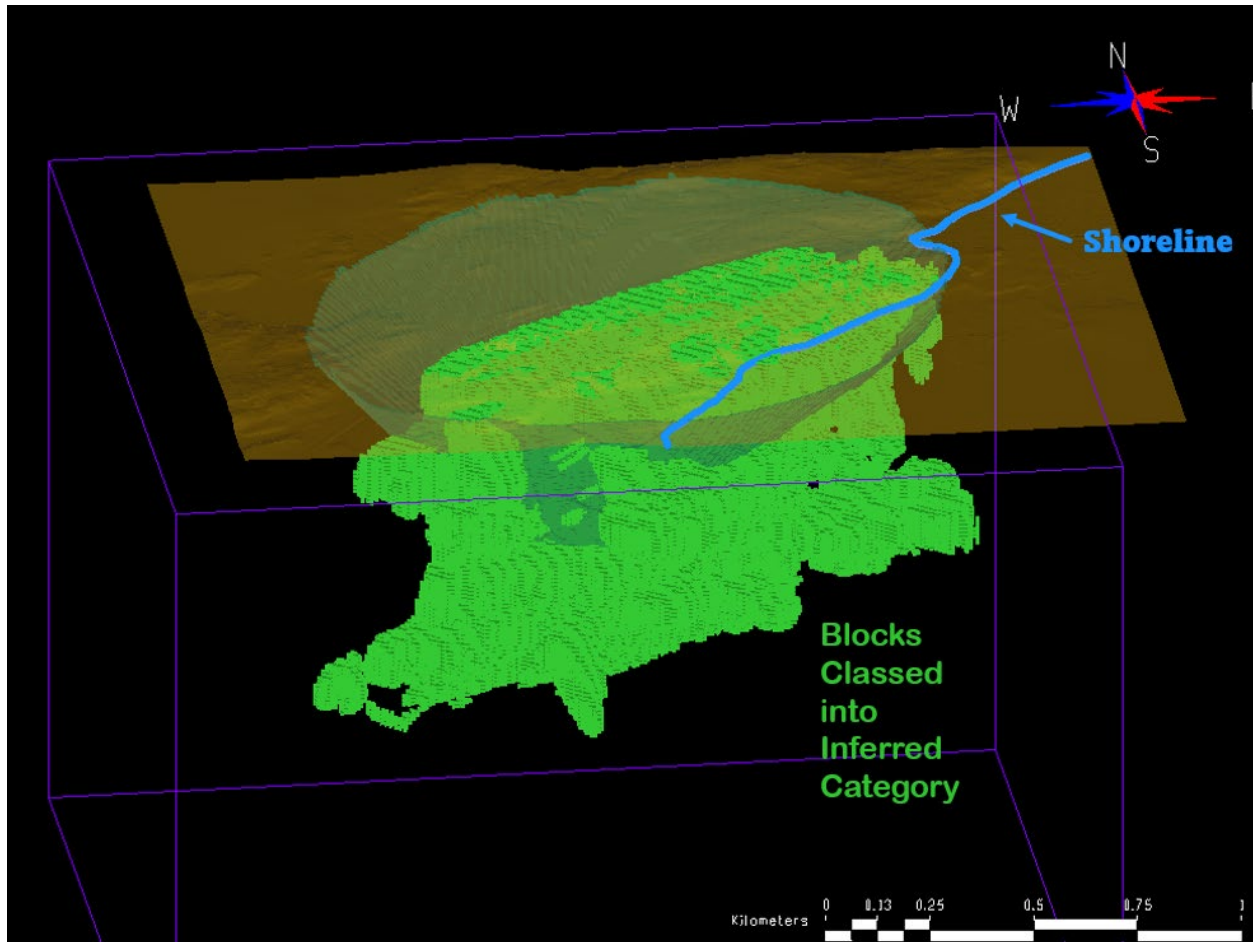 N
W
S
Shoreline
Blocks
Classed
into
Inferred
Category
0 0.13 0.25 0.5 0.75 1
Kilometers